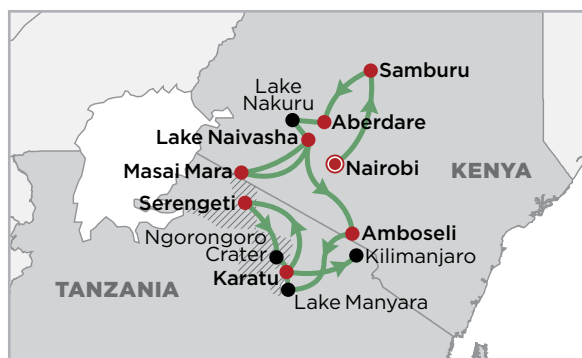 Samburu
Lake
Nakuru
Aberdare
Lake Naivasha
Nairobi
Masai Mara
KENYA
Serengeti
Ngorongoro
Crater
Amboseli
Kilimanjaro
Karatu
TANZANIA
Lake Manyara